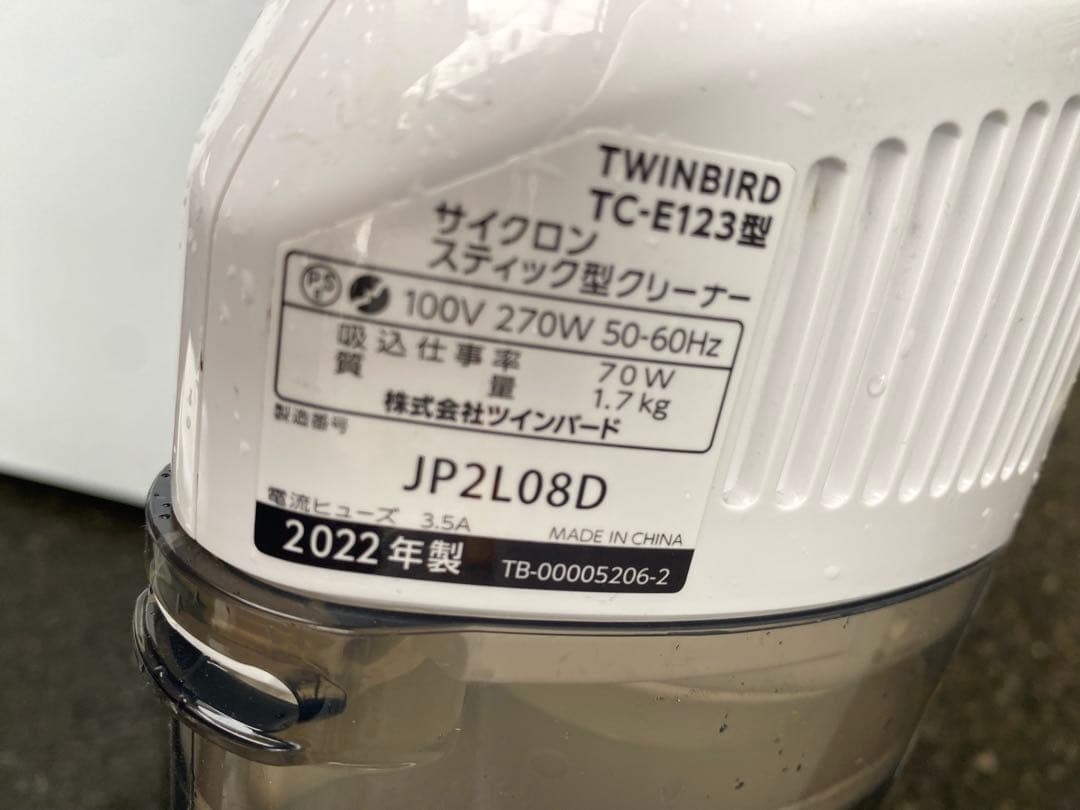 TWINBIRD
TC-E123型
サイクロン
スティック型クリーナー
PS
E
100V 270W 50-60Hz
吸込仕事率 70W
質量 1.7kg
株式会社ツインバード
製造番号
JP2L08D
電流ヒューズ 3.5A
MADE IN CHINA
2022年製
TB-00005206-2